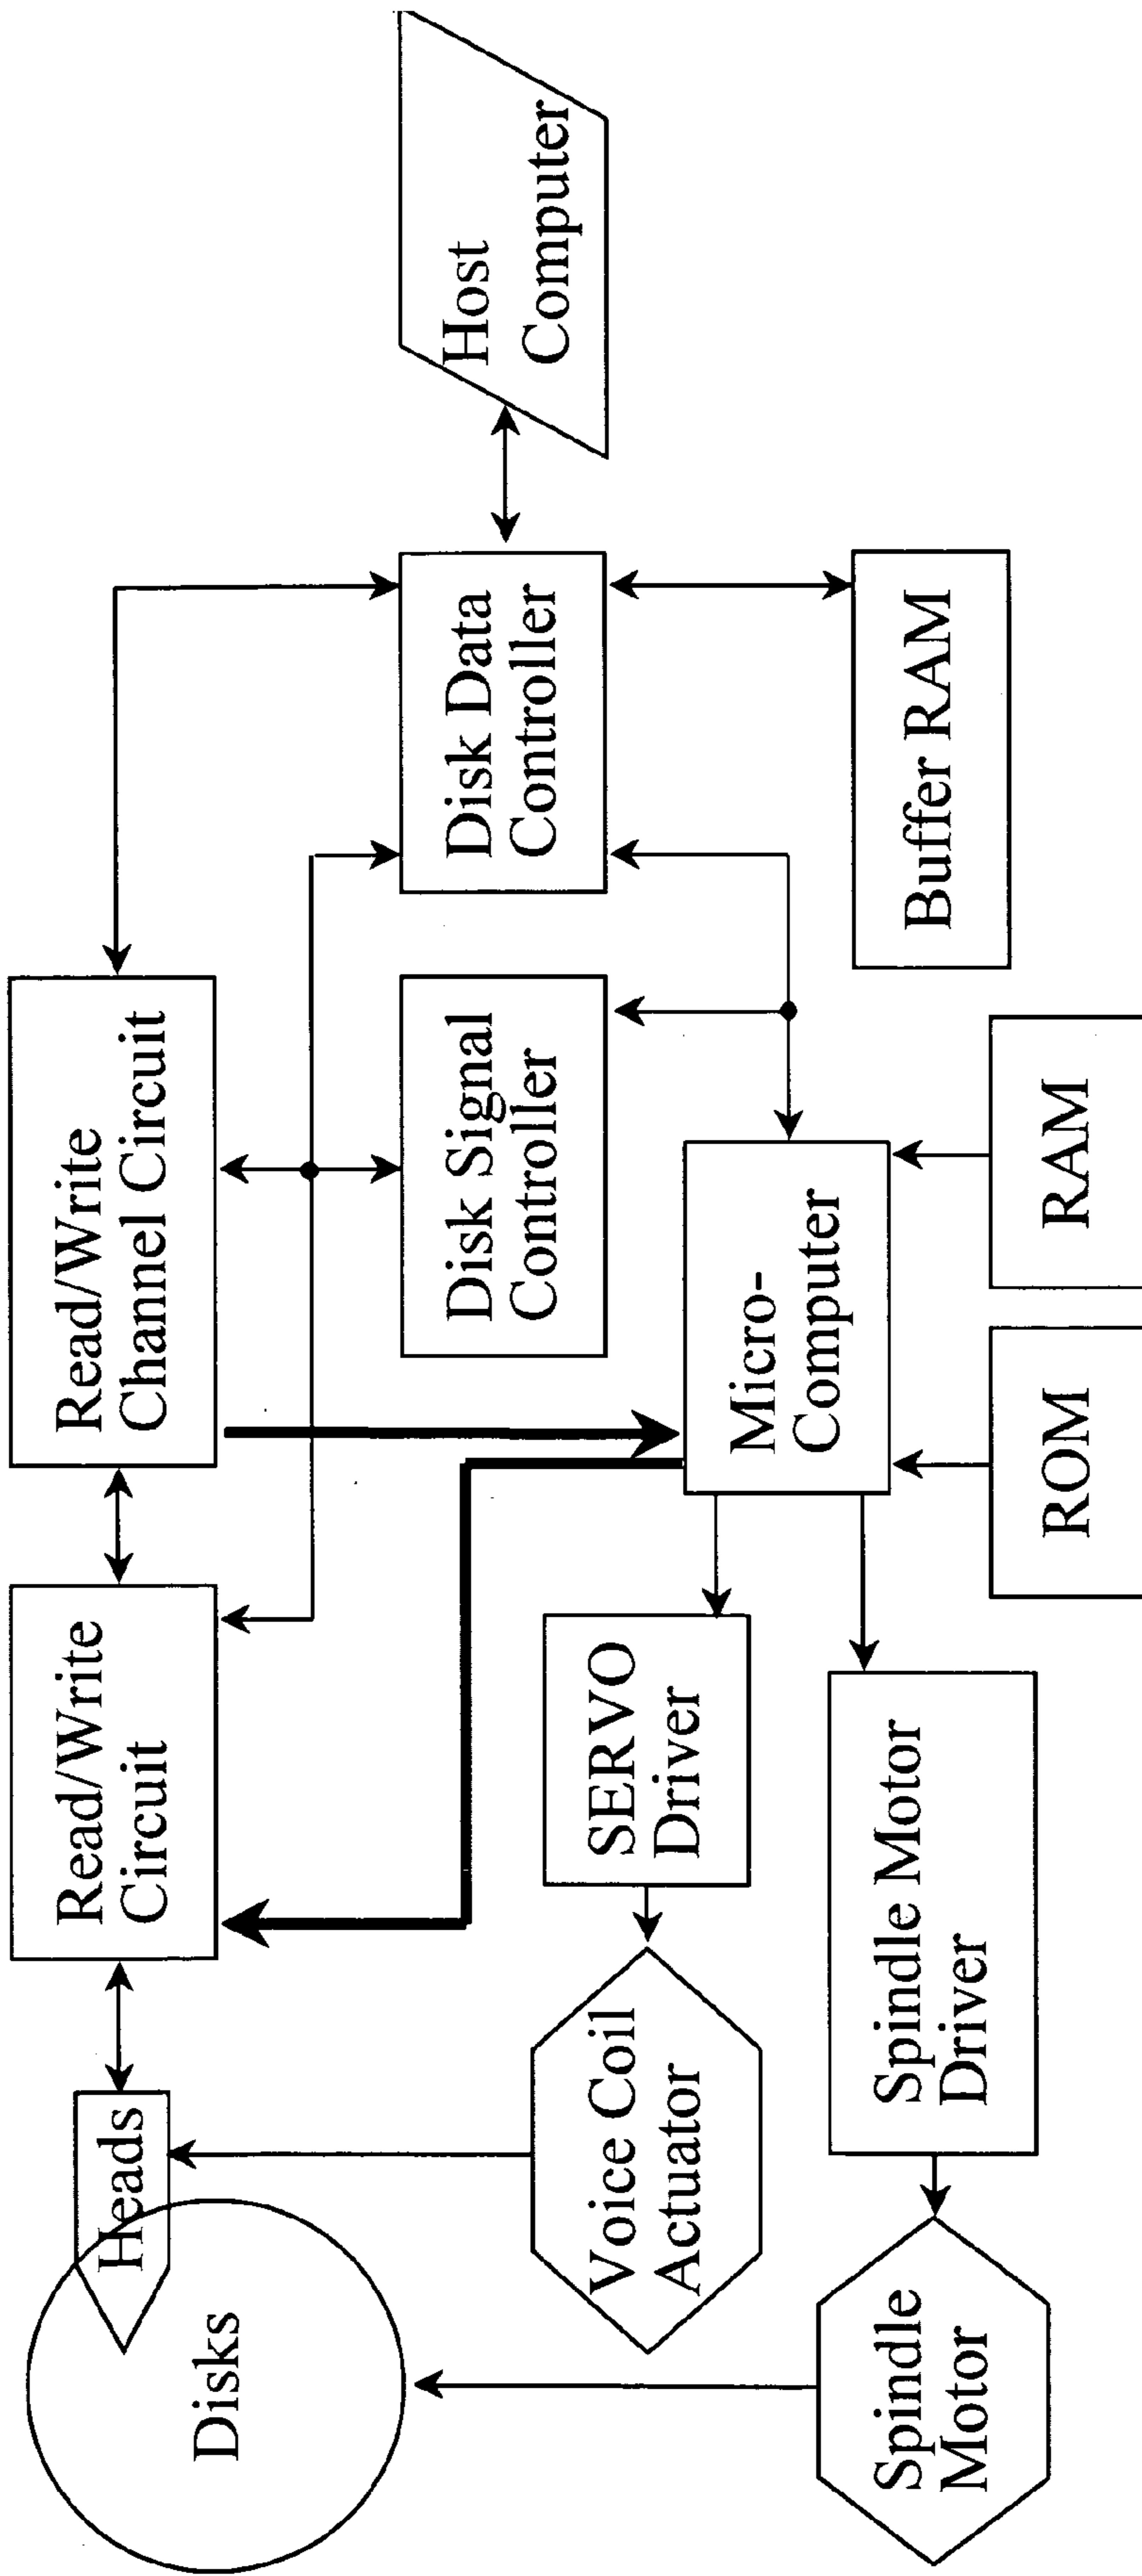 Disks
Heads
Read/Write
Circuit
Read/Write
Channel Circuit
Disk Signal
Controller
Disk Data
Controller
Host
Computer
Voice Coil
Actuator
SERVO
Driver
Micro-
Computer
Spindle
Motor
Spindle Motor
Driver
ROM
RAM
Buffer RAM